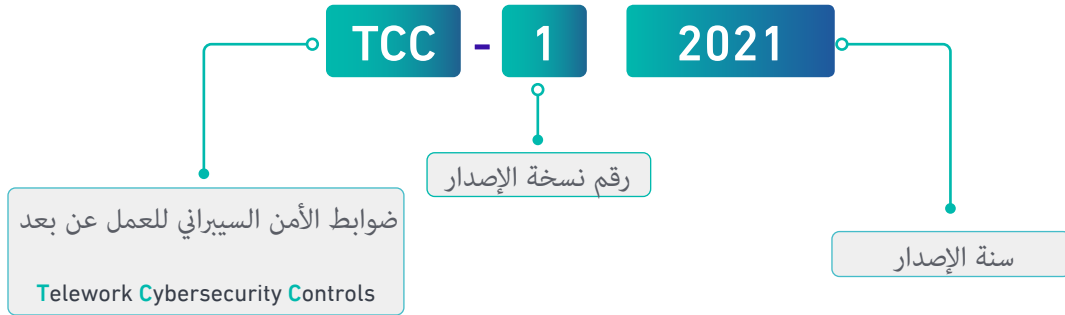 TCC - 1 2021
رقم نسخة الإصدار
ضوابط الأمن السيبراني للعمل عن بعد
Telework Cybersecurity Controls
سنة الإصدار